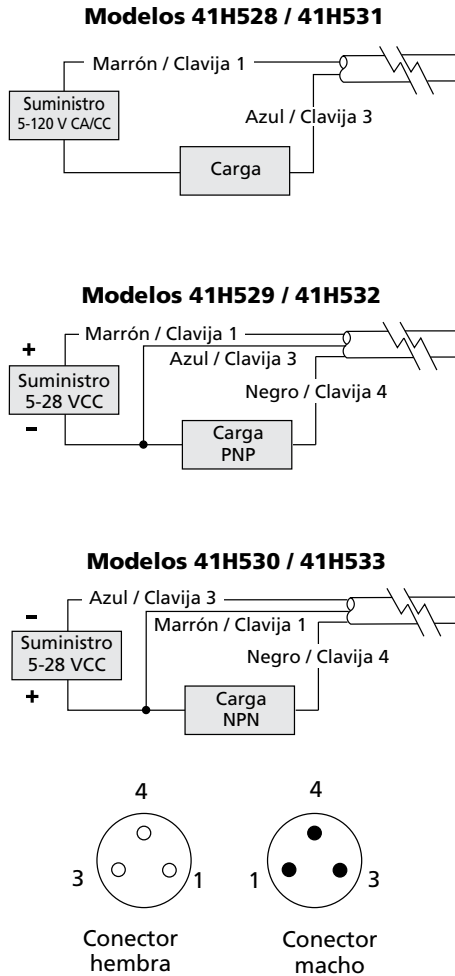 Modelos 41H528 / 41H531
Marrón / Clavija 1
Suministro
5-120 V CA/CC
Azul / Clavija 3
Carga
Modelos 41H529 / 41H532
+
Marrón / Clavija 1
Azul / Clavija 3
Suministro
5-28 VCC
Negro / Clavija 4
–
Carga
PNP
Modelos 41H530 / 41H533
–
Azul / Clavija 3
Marrón / Clavija 1
Suministro
5-28 VCC
Negro / Clavija 4
+
Carga
NPN
4
3
1
Conector
hembra
4
1
3
Conector
macho